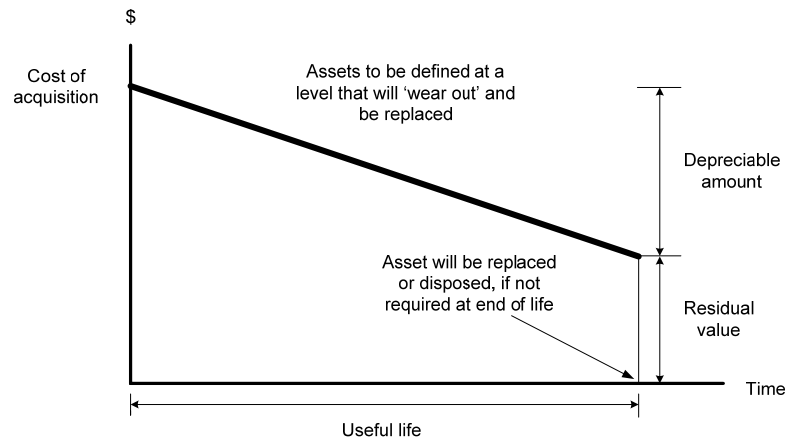 $
Cost of
acquisition
Assets to be defined at a
level that will ‘wear out’ and
be replaced
Depreciable
amount
Asset will be replaced
or disposed, if not
required at end of life
Residual
value
Time
Useful life